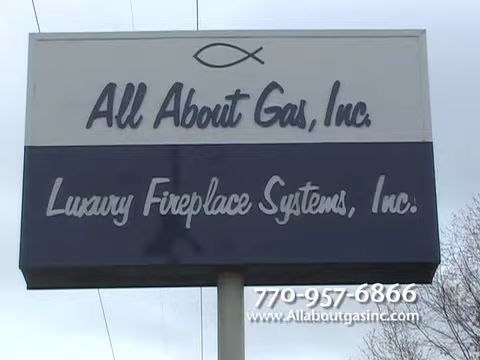 All About Gas, Inc.
Luxury Fireplace Systems, Inc.
770-957-6866
www.Allaboutgasinc.com